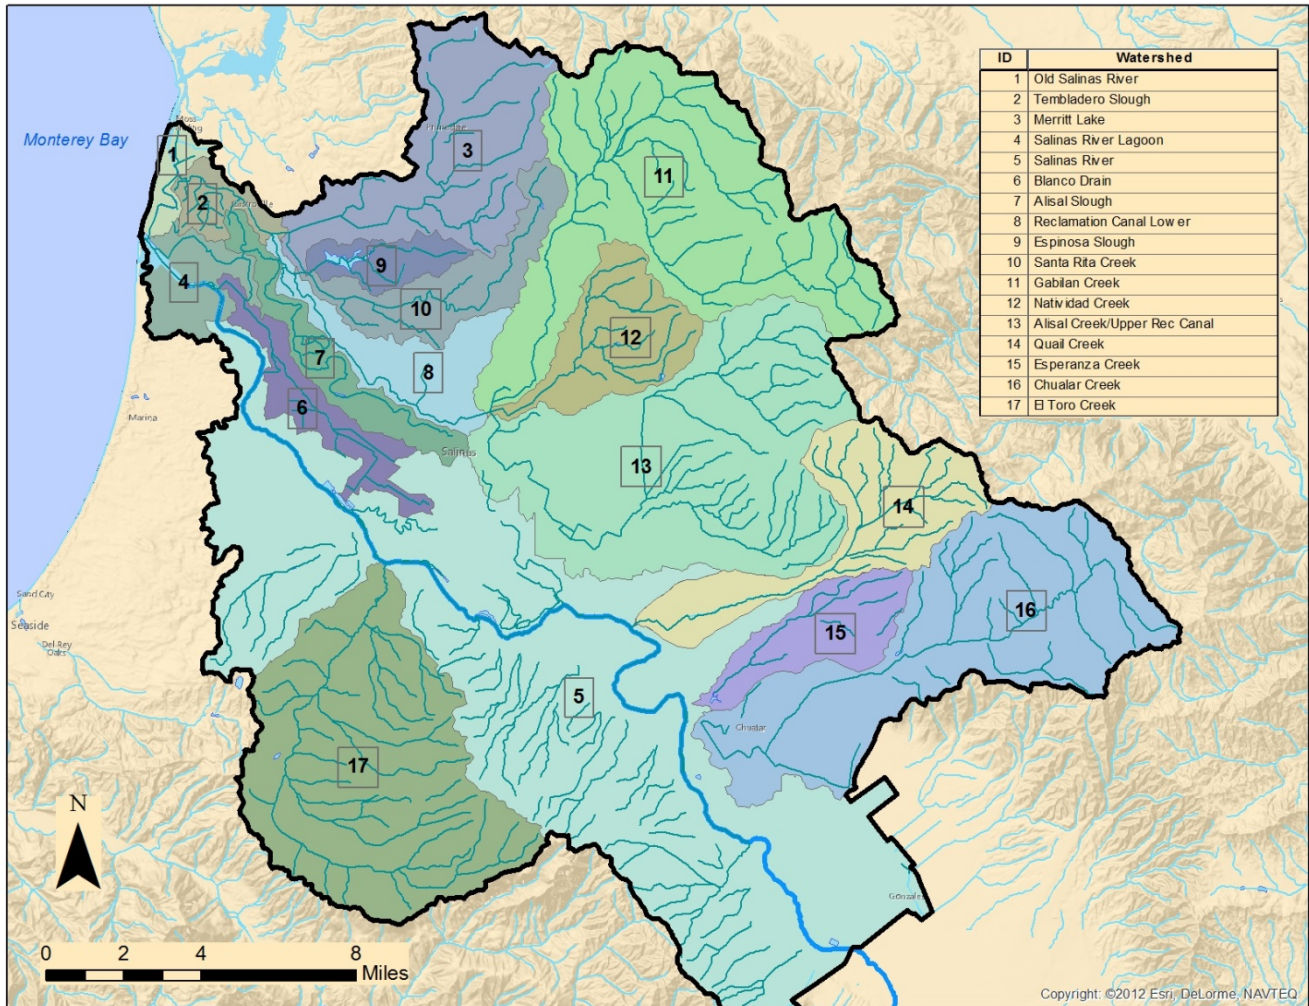 ID Watershed
1 Old Salinas River
2 Tembladero Slough
3 Merritt Lake
4 Salinas River Lagoon
5 Salinas River
6 Blanco Drain
7 Alisal Slough
8 Reclamation Canal Lower
9 Espinosa Slough
10 Santa Rita Creek
11 Gabilan Creek
12 Natividad Creek
13 Alisal Creek/Upper Rec Canal
14 Quail Creek
15 Esperanza Creek
16 Chualar Creek
17 El Toro Creek
Moss
Monterey Bay
1
3
11
2
9
4
10
12
7
8
6
Marina
Salinas
13
14
Sand City
Seaside
16
15
Del Rey
Oaks
5
Chualar
17
N
Gonzales
0 2 4 8
Miles
Copyright: ©2012 Esri, DeLorme, NAVTEQ